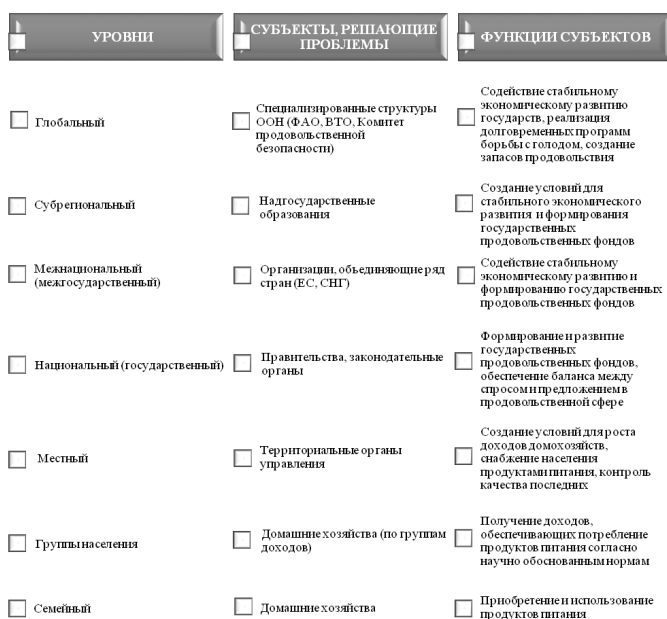 УРОВНИ
СУБЪЕКТЫ, РЕШАЮЩИЕ
ПРОБЛЕМЫ
ФУНКЦИИ СУБЪЕКТОВ
Глобальный
Специализированные структуры
ООН (ФАО, ВТО, Комитет
продовольственной
безопасности)
Содействие стабильному
экономическому развитию
государств, реализация
долговременных программ
борьбы с голодом, создание
запасов продовольствия
Субрегиональный
Надгосударственные
образования
Создание условий для
стабильного экономического
развития и формирования
государственных
продовольственных фондов
Межнациональный
(межгосударственный)
Организации, объединяющие ряд
стран (ЕС, СНГ)
Содействие стабильному
экономическому развитию и
формированию государственных
продовольственных фондов
Национальный (государственный)
Правительства, законодательные
органы
Формирование и развитие
государственных
продовольственных фондов,
обеспечение баланса между
спросом и предложением в
продовольственной сфере
Местный
Территориальные органы
управления
Создание условий для роста
доходов домохозяйств,
снабжение населения
продуктами питания, контроль
качества последних
Группы населения
Домашние хозяйства (по группам
доходов)
Получение доходов,
обеспечивающих потребление
продуктов питания согласно
научно обоснованным нормам
Семейный
Домашние хозяйства
Приобретение и использование
продуктов питания